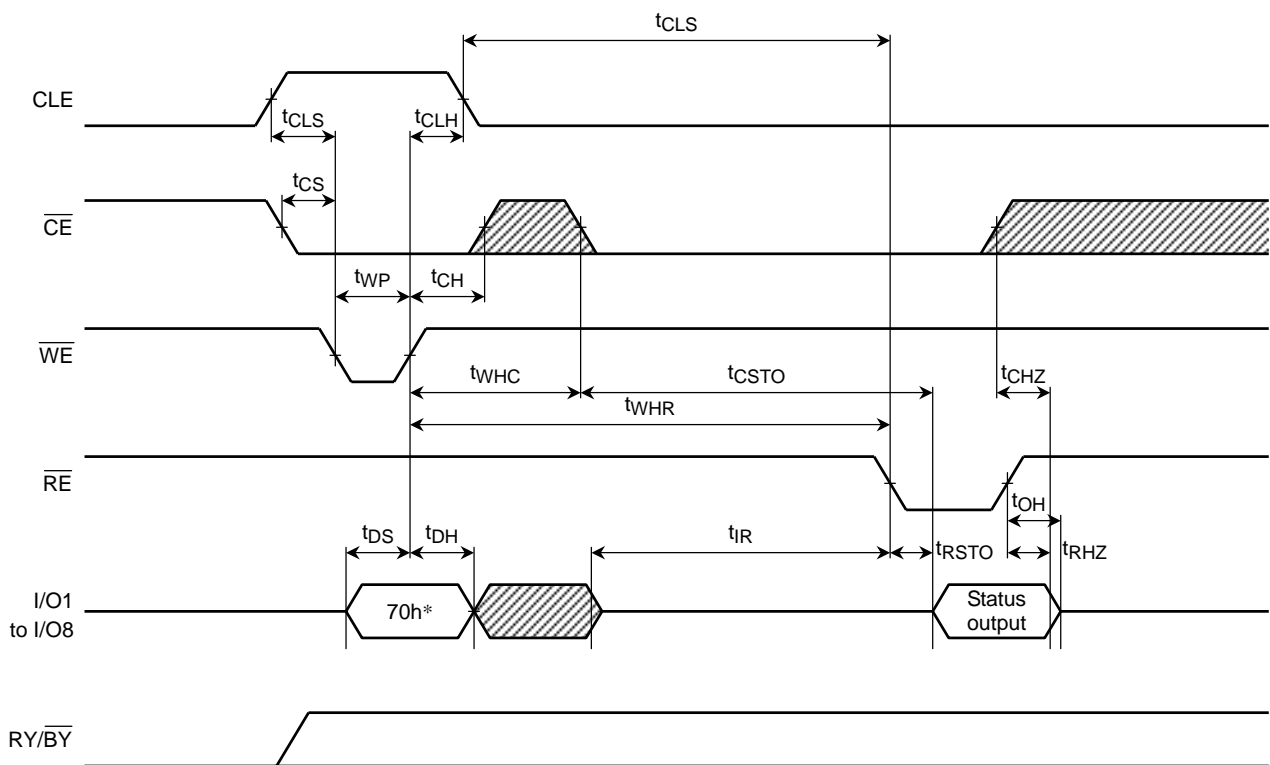 tCLS
CLE
tCLS
tCLH
tCS
CE
tWP
tCH
WE
tWHC
tCSTO
tCHZ
tWHR
RE
tOH
tDS
tDH
tIR
tRSTO
tRHZ
I/O1
to I/O8
70h*
Status
output
RY/BY